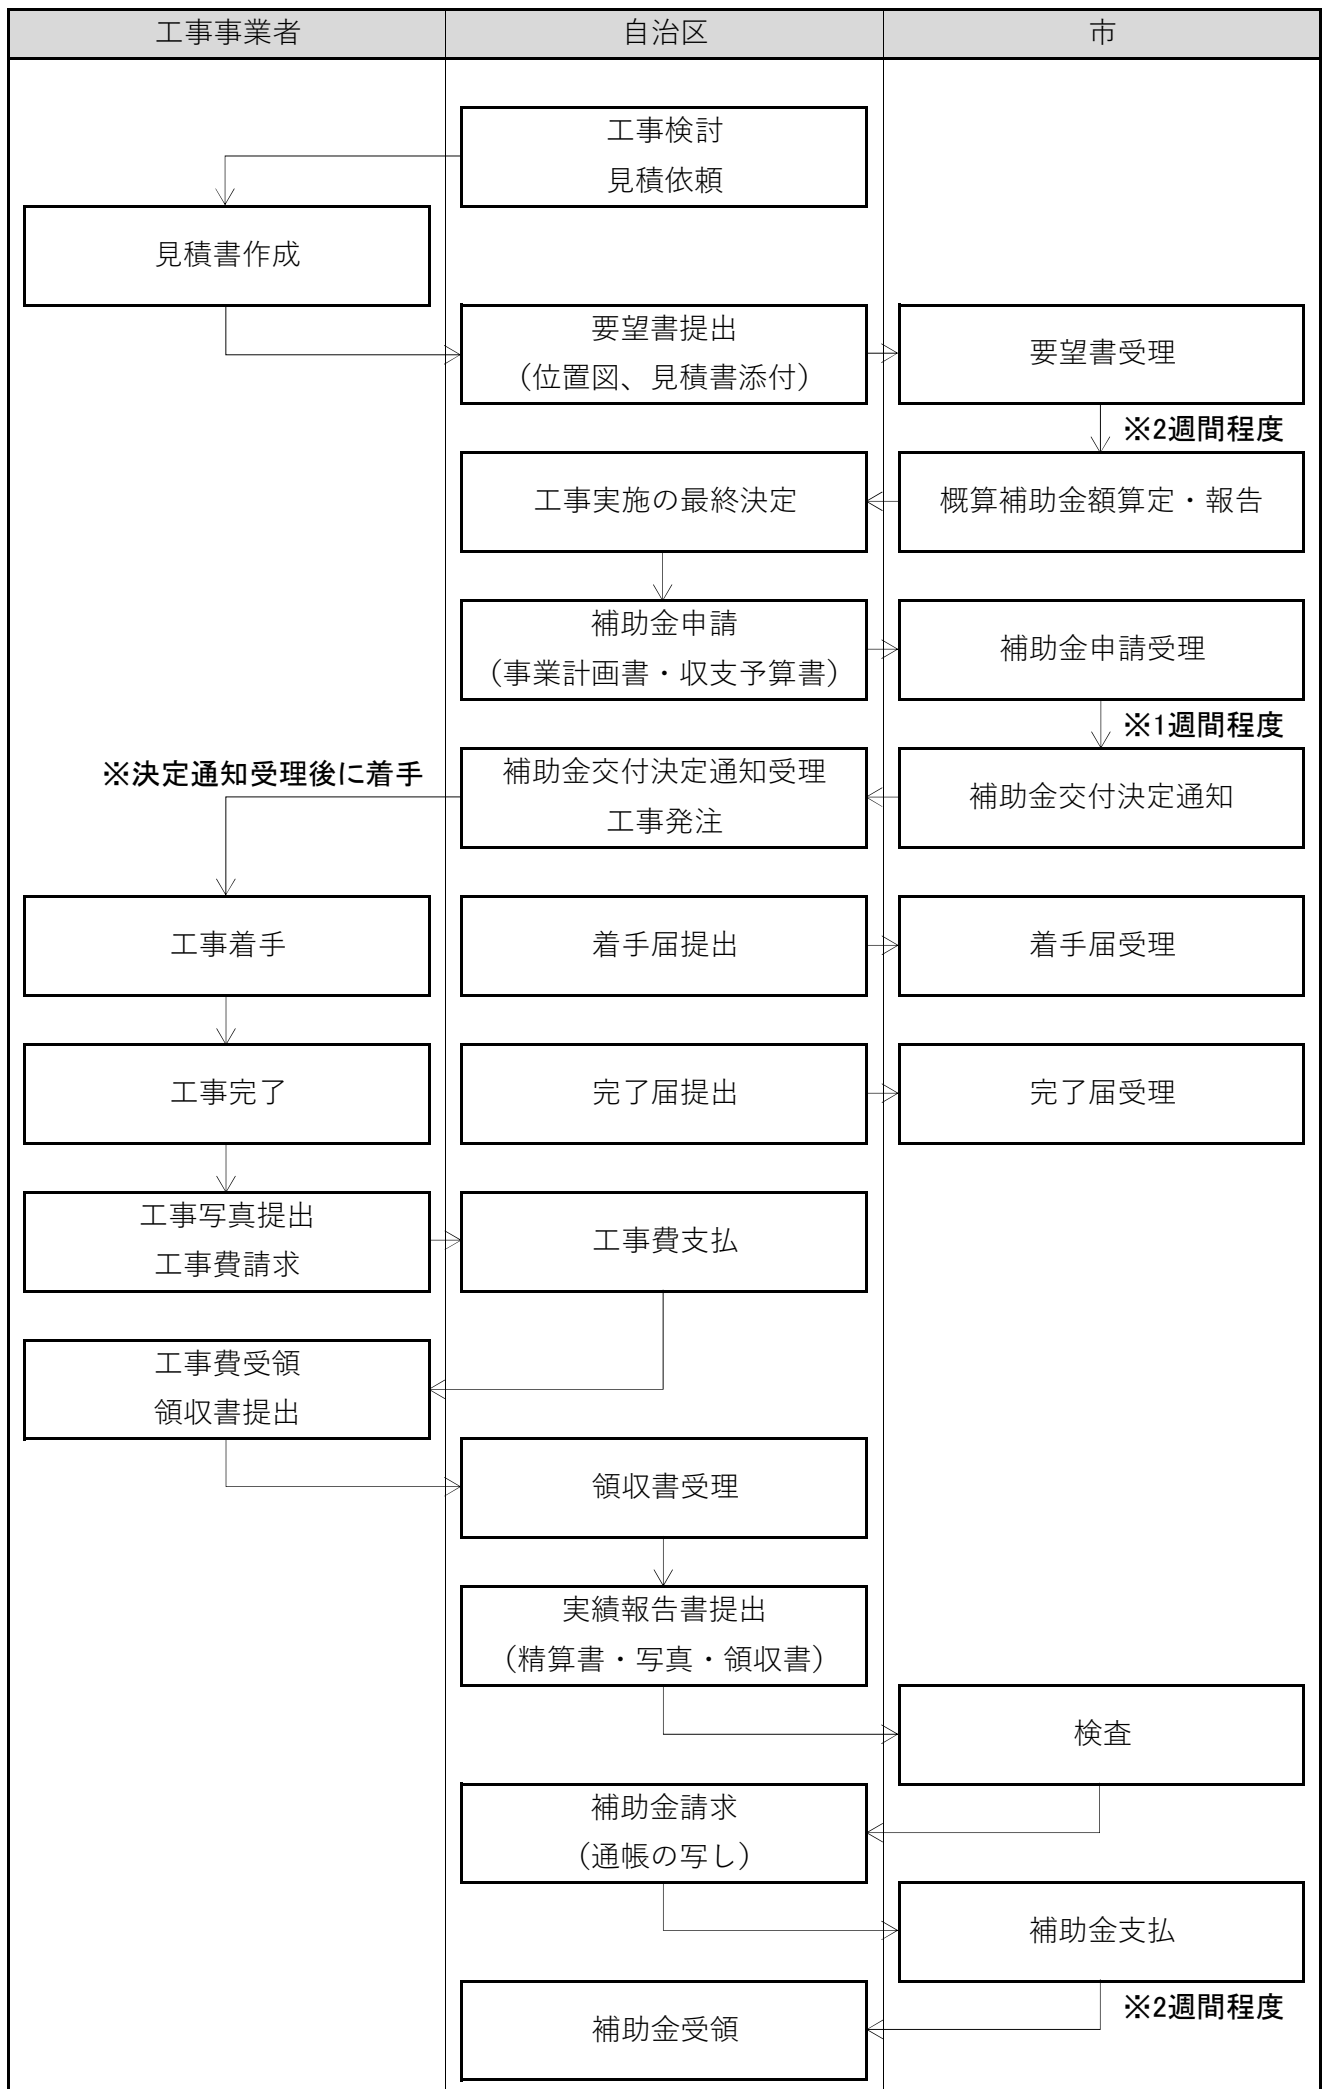 工事事業者
自治区
市
工事検討
見積依頼
見積書作成
要望書提出
（位置図、見積書添付）
要望書受理
※2週間程度
工事実施の最終決定
概算補助金額算定・報告
補助金申請
（事業計画書・収支予算書）
補助金申請受理
※1週間程度
※決定通知受理後に着手
補助金交付決定通知受理
工事発注
補助金交付決定通知
工事着手
着手届提出
着手届受理
工事完了
完了届提出
完了届受理
工事写真提出
工事費請求
工事費支払
工事費受領
領収書提出
領収書受理
実績報告書提出
（精算書・写真・領収書）
検査
補助金請求
（通帳の写し）
補助金支払
※2週間程度
補助金受領